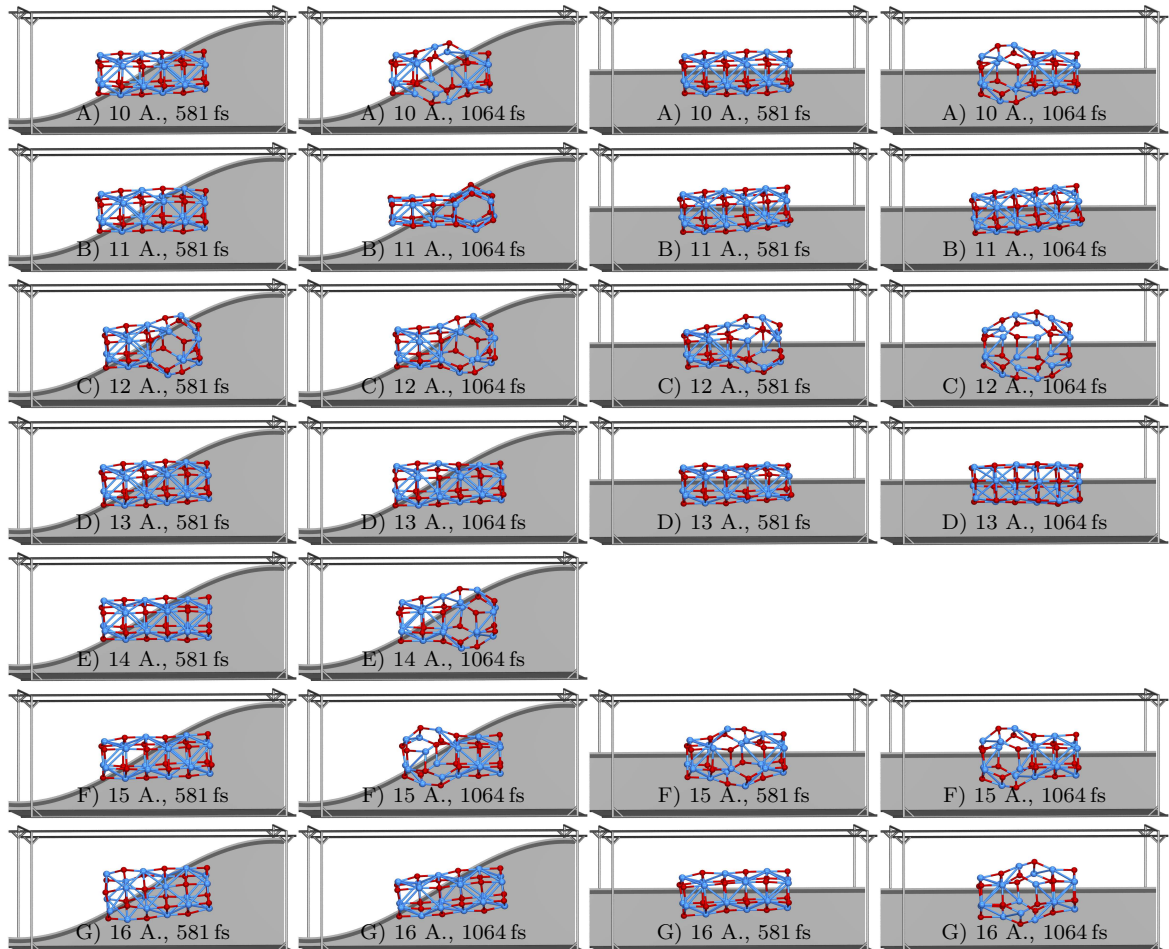 A) 10 A., 581 fs
A) 10 A., 1064 fs
A) 10 A., 581 fs
A) 10 A., 1064 fs
B) 11 A., 581 fs
B) 11 A., 1064 fs
B) 11 A., 581 fs
B) 11 A., 1064 fs
C) 12 A., 581 fs
C) 12 A., 1064 fs
C) 12 A., 581 fs
C) 12 A., 1064 fs
D) 13 A., 581 fs
D) 13 A., 1064 fs
D) 13 A., 581 fs
D) 13 A., 1064 fs
E) 14 A., 581 fs
E) 14 A., 1064 fs
F) 15 A., 581 fs
F) 15 A., 1064 fs
F) 15 A., 581 fs
F) 15 A., 1064 fs
G) 16 A., 581 fs
G) 16 A., 1064 fs
G) 16 A., 581 fs
G) 16 A., 1064 fs